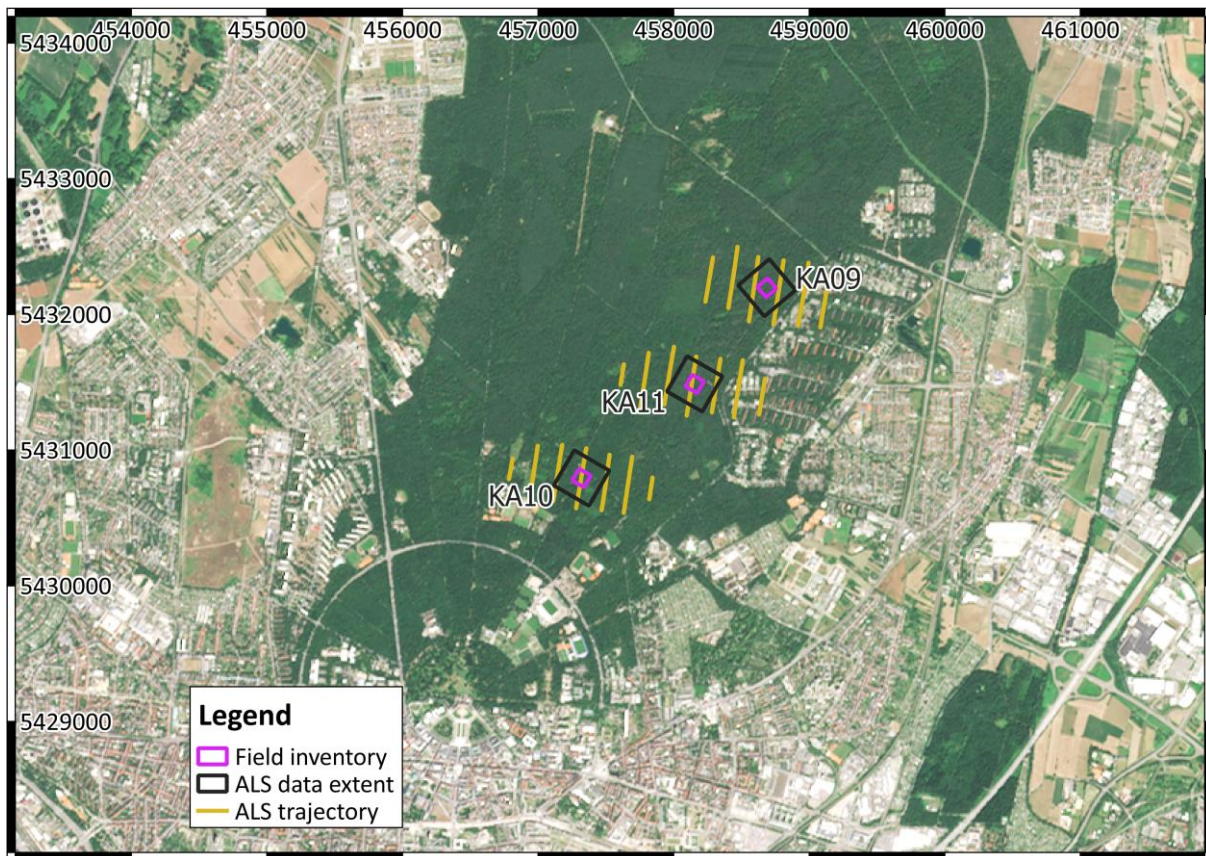 454000 455000 456000 457000 458000 459000 460000 461000
5434000
5433000
KA09
5432000
KA11
5431000
KA10
5430000
5429000
Legend
Field inventory
ALS data extent
ALS trajectory